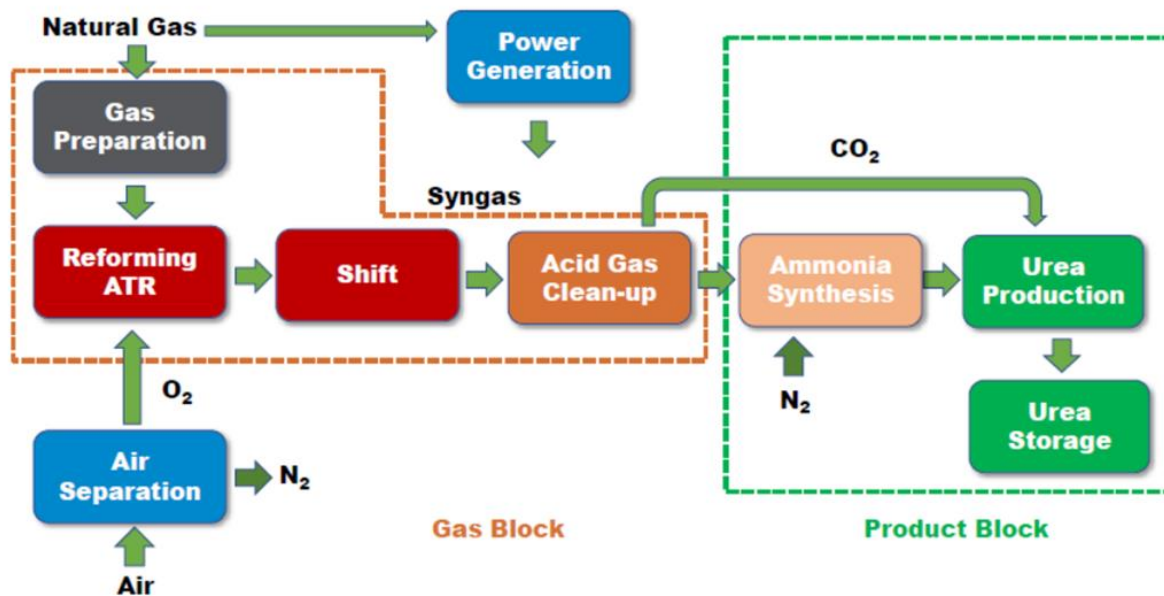 Natural Gas
Power
Generation
Gas
Preparation
CO₂
Syngas
Reforming
ATR
Shift
Acid Gas
Clean-up
Ammonia
Synthesis
Urea
Production
O₂
N₂
Urea
Storage
Air
Separation
N₂
Gas Block
Product Block
Air